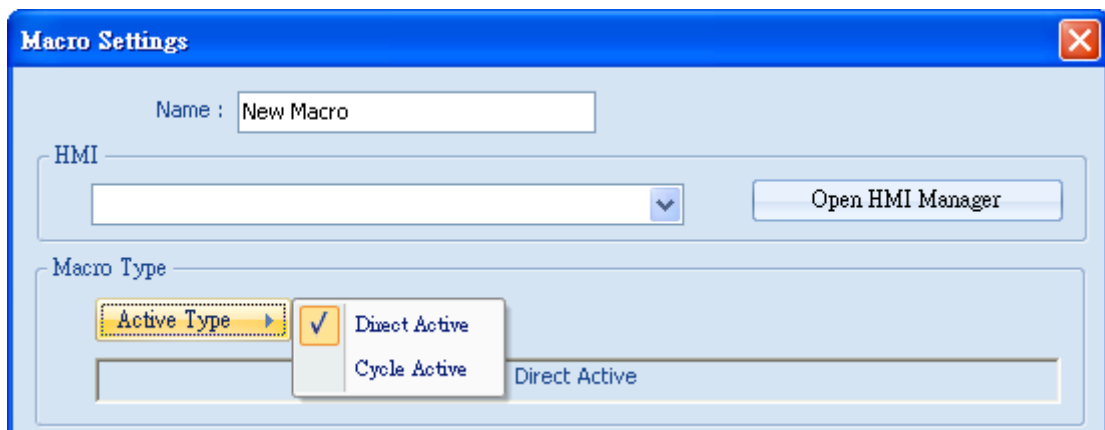 Macro Settings
Name : New Macro
HMI
Open HMI Manager
Macro Type
Active Type
Direct Active
Cycle Active
Direct Active